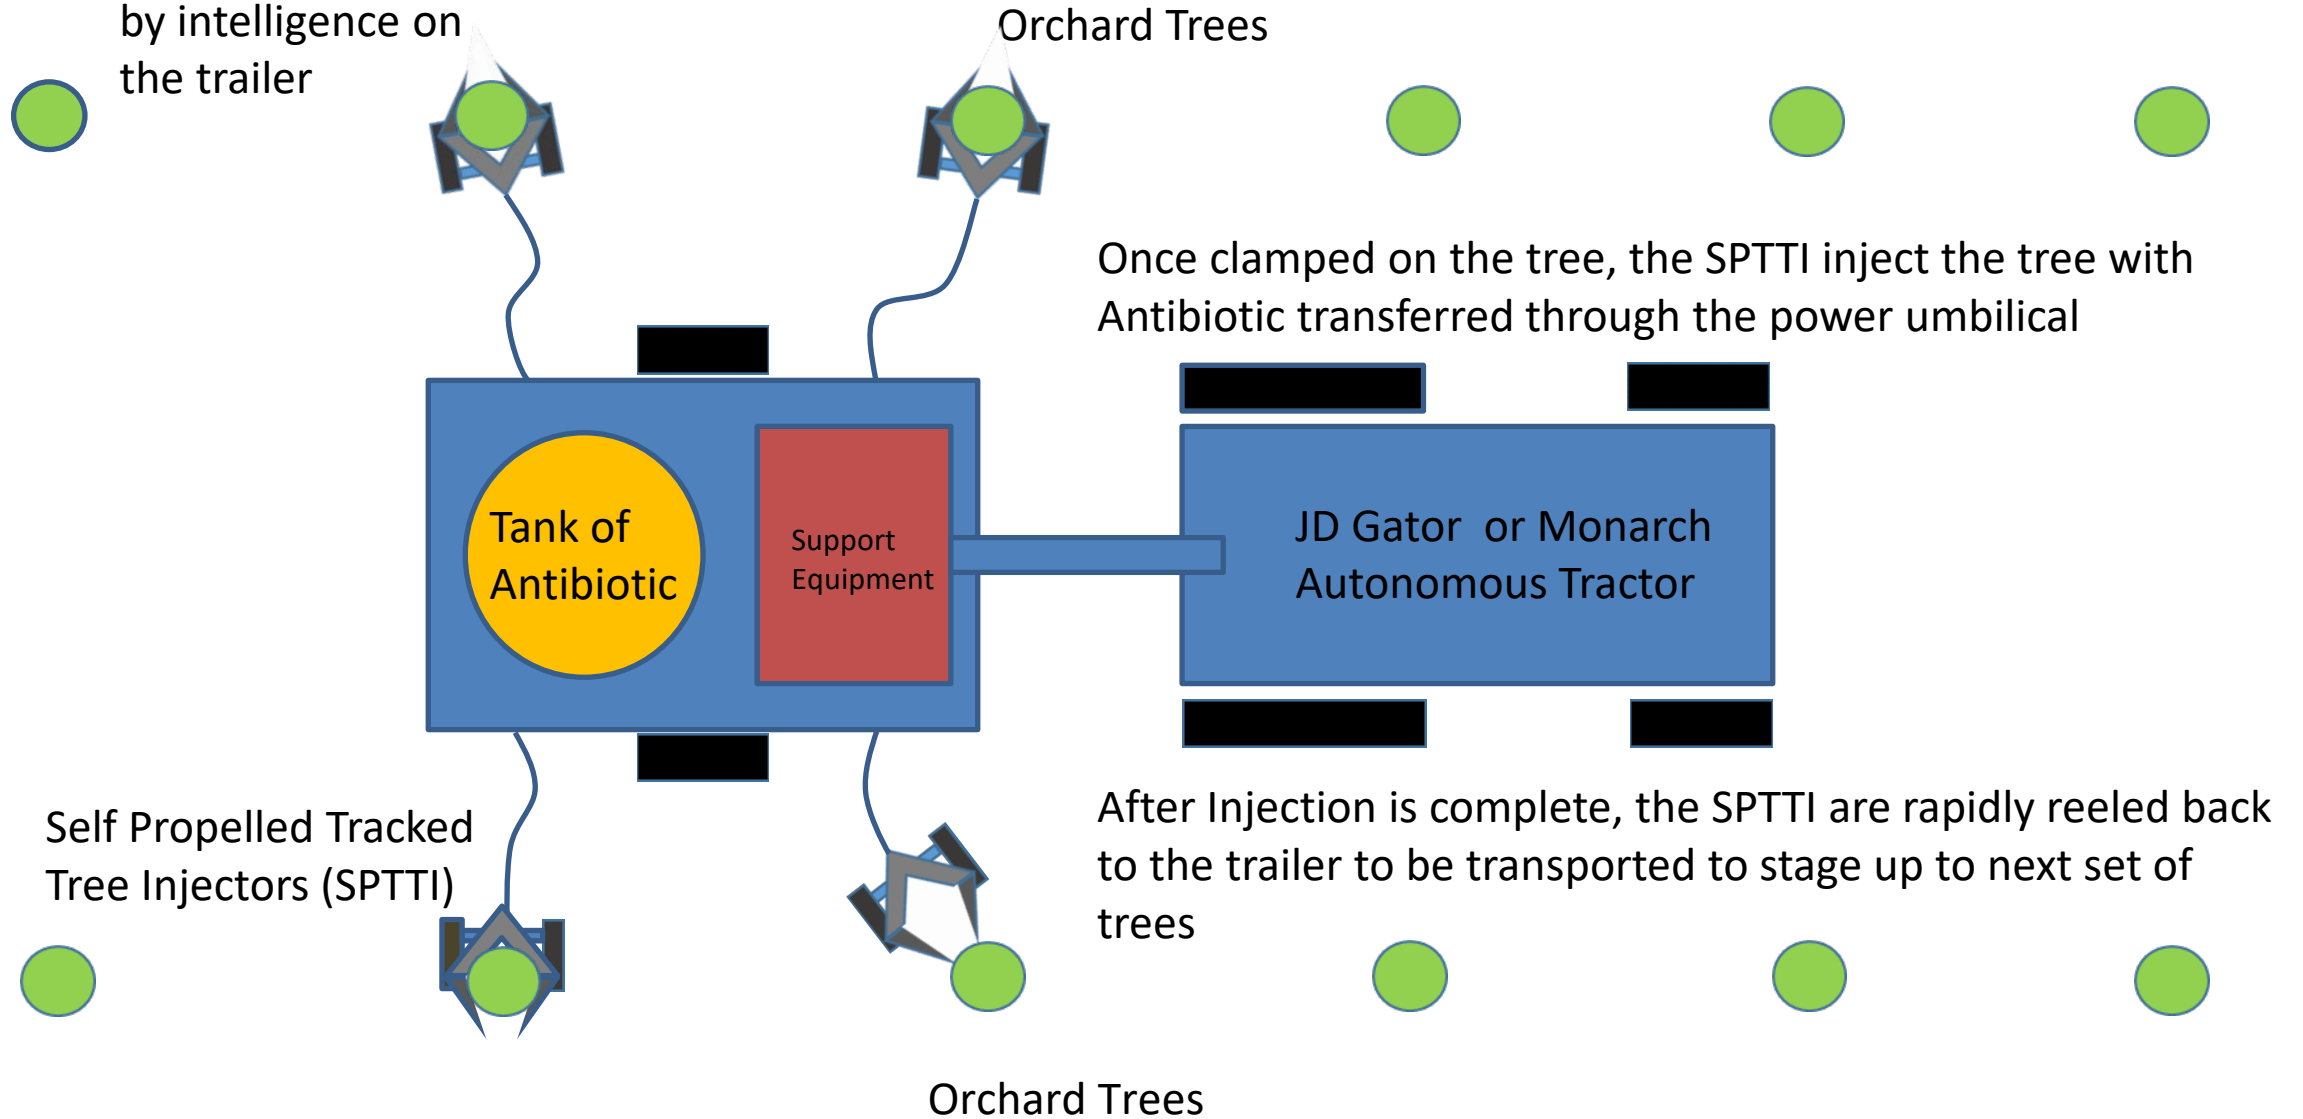 by intelligence on
the trailer
Orchard Trees
Once clamped on the tree, the SPTTI inject the tree with
Antibiotic transferred through the power umbilical
Tank of
Antibiotic
Support
Equipment
JD Gator or Monarch
Autonomous Tractor
Self Propelled Tracked
Tree Injectors (SPTTI)
After Injection is complete, the SPTTI are rapidly reeled back
to the trailer to be transported to stage up to next set of
trees
Orchard Trees